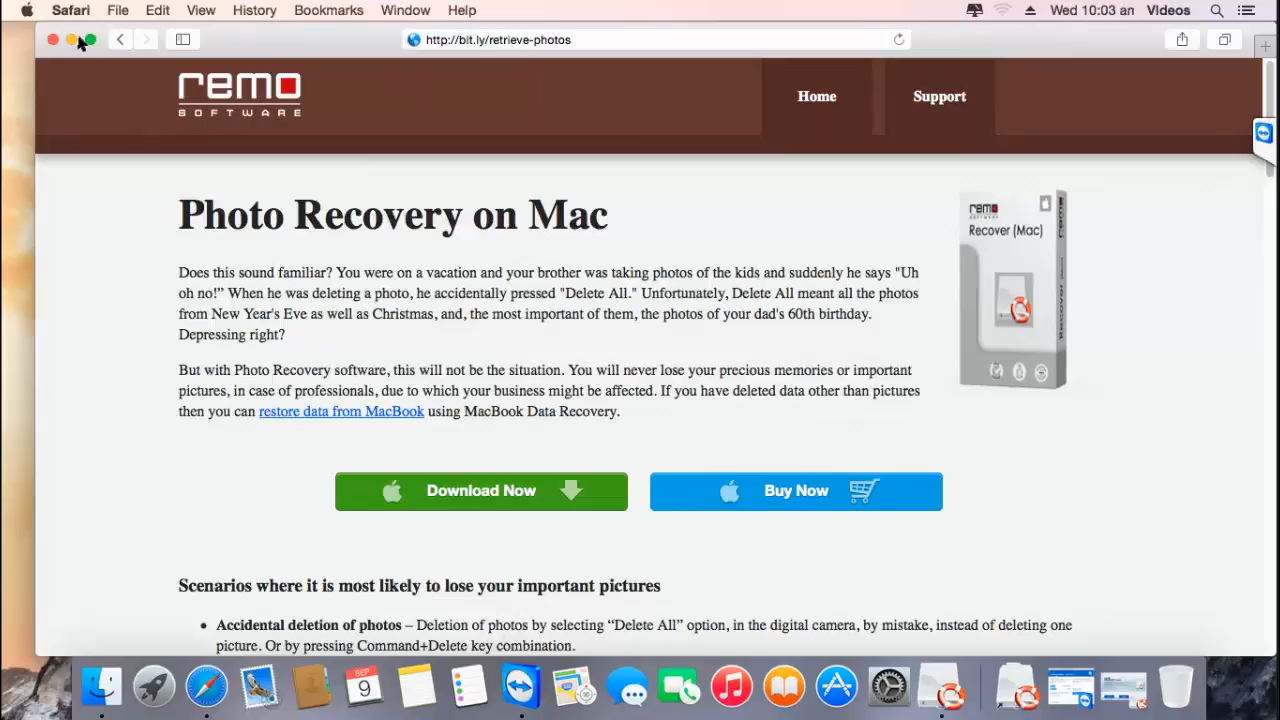 Safari File Edit View History Bookmarks Window Help Wed 10:03 an Videos
http://bit.ly/retrieve-photos
remo
SOFTWARE
Home Support
Photo Recovery on Mac
Does this sound familiar? You were on a vacation and your brother was taking photos of the kids and suddenly he says "Uh
oh no!” When he was deleting a photo, he accidentally pressed "Delete All." Unfortunately, Delete All meant all the photos
from New Year's Eve as well as Christmas, and, the most important of them, the photos of your dad's 60th birthday.
Depressing right?
But with Photo Recovery software, this will not be the situation. You will never lose your precious memories or important
pictures, in case of professionals, due to which your business might be affected. If you have deleted data other than pictures
then you can restore data from MacBook using MacBook Data Recovery.
remo
SOFTWARE
Recover (Mac)
Download Now Buy Now
Scenarios where it is most likely to lose your important pictures
• Accidental deletion of photos – Deletion of photos by selecting “Delete All” option, in the digital camera, by mistake, instead of deleting one
picture. Or by pressing Command+Delete key combination.
SEP
9